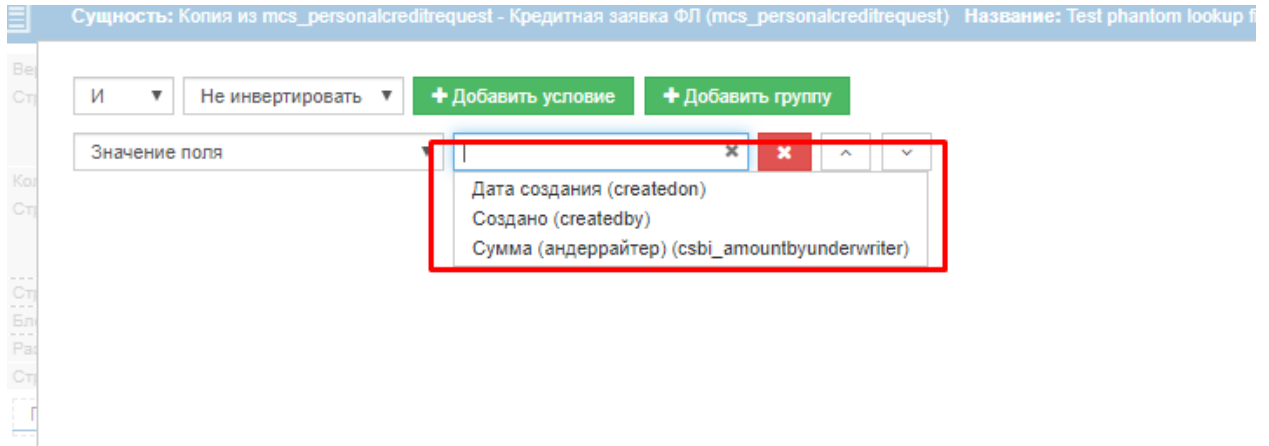 Сущность: Копия из mcs_personalcreditrequest - Кредитная заявка ФЛ (mcs_personalcreditrequest) Название: Test phantom lookup
И Не инвертировать + Добавить условие + Добавить группу
Значение поля
Дата создания (createdon)
Создано (createdby)
Сумма (андеррайтер) (csbi_amountbyunderwriter)